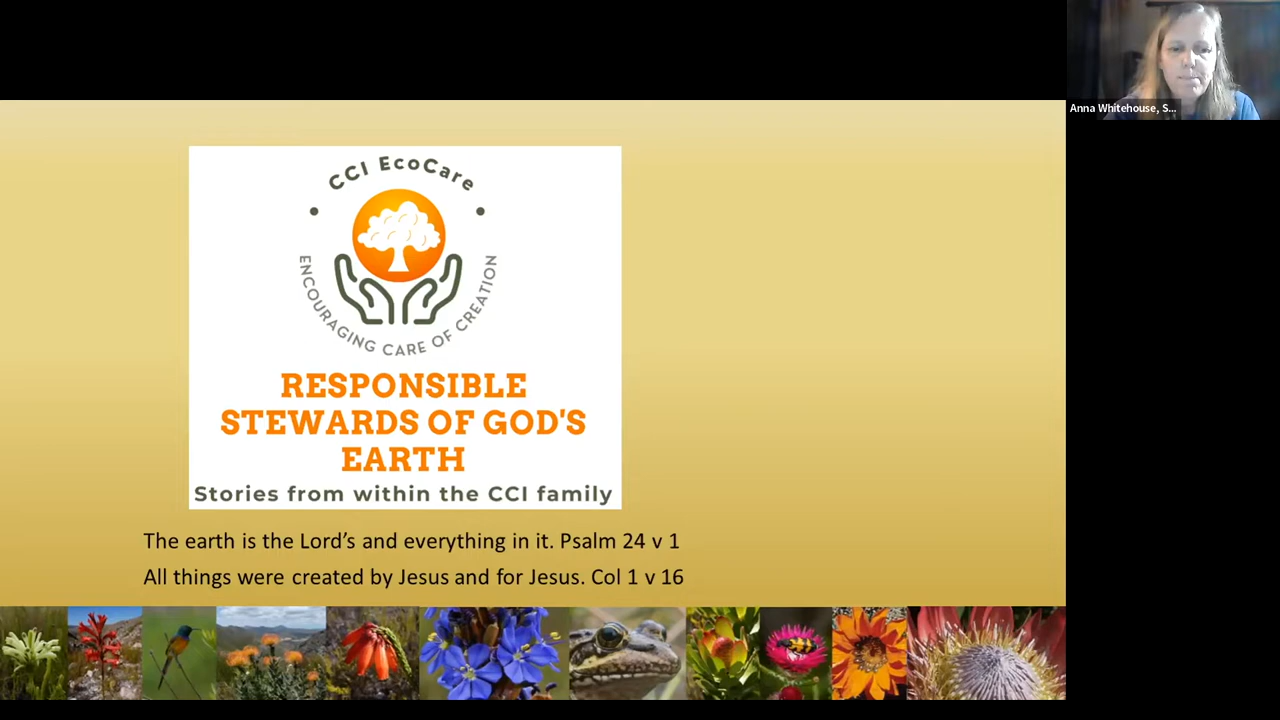 Anna Whitehouse, S...
CCI EcoCare
ENCOURAGING CARE OF CREATION
RESPONSIBLE
STEWARDS OF GOD'S
EARTH
Stories from within the CCI family
The earth is the Lord’s and everything in it. Psalm 24 v 1
All things were created by Jesus and for Jesus. Col 1 v 16